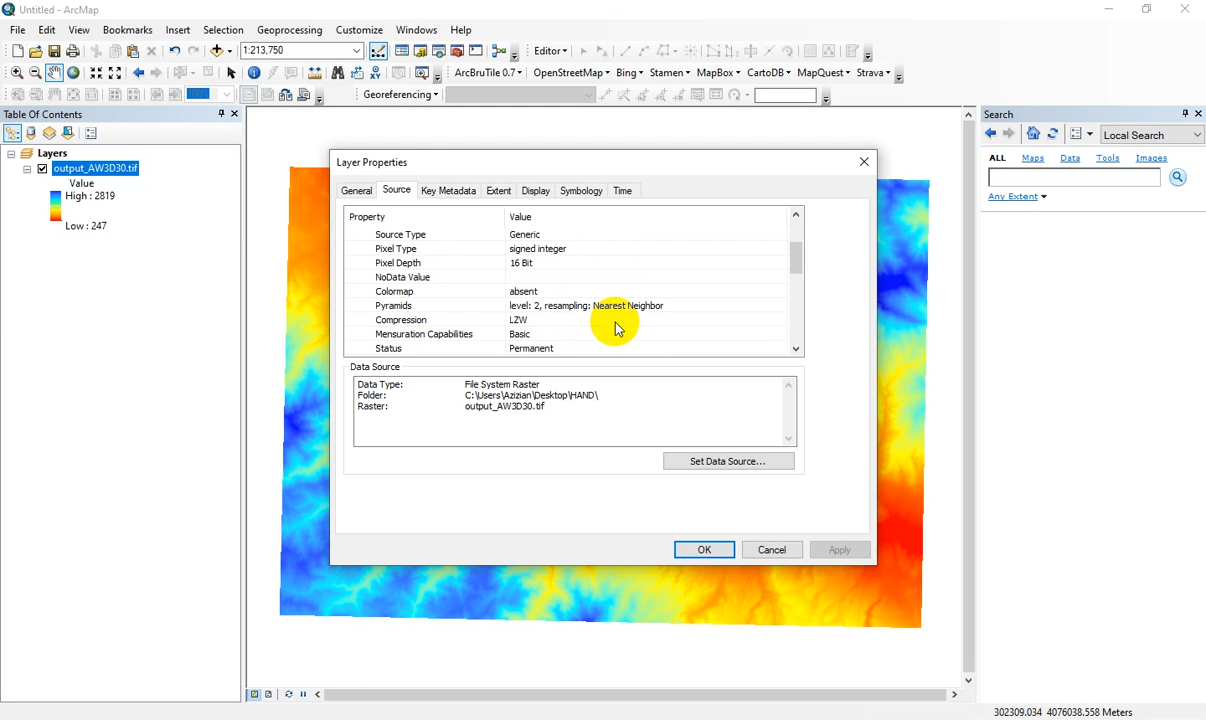 Untitled - ArcMap
File Edit View Bookmarks Insert Selection Geoprocessing Customize Windows Help
1:213,750 Editor
ArcBruTile 0.7 OpenStreetMap Bing Stamen MapBox CartoDB MapQuest Strava
Georeferencing
Table Of Contents
Search
Layers
output_AW3D30.tif
Value
High : 2819
Low : 247
Local Search
ALL Maps Data Tools Images
Any Extent
Layer Properties
General Source Key Metadata Extent Display Symbology Time
Property Value
Source Type Generic
Pixel Type signed integer
Pixel Depth 16 Bit
NoData Value
Colormap absent
Pyramids level: 2, resampling: Nearest Neighbor
Compression LZW
Mensuration Capabilities Basic
Status Permanent
Data Source
Data Type: File System Raster
Folder: C:\Users\Azizian\Desktop\HAND\
Raster: output_AW3D30.tif
Set Data Source...
OK Cancel Apply
302309.034 4076038.558 Meters